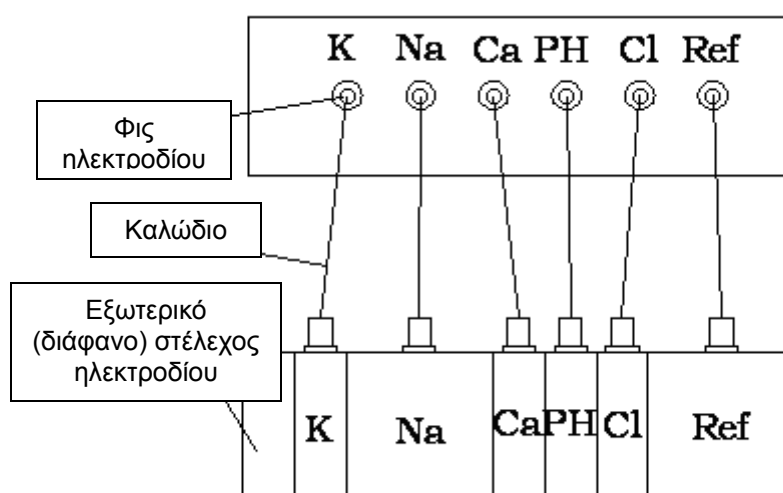 K Na Ca PH Cl Ref
Φις
ηλεκτροδίου
Καλώδιο
Εξωτερικό
(διάφανο) στέλεχος
ηλεκτροδίου
K Na Ca PH Cl Ref